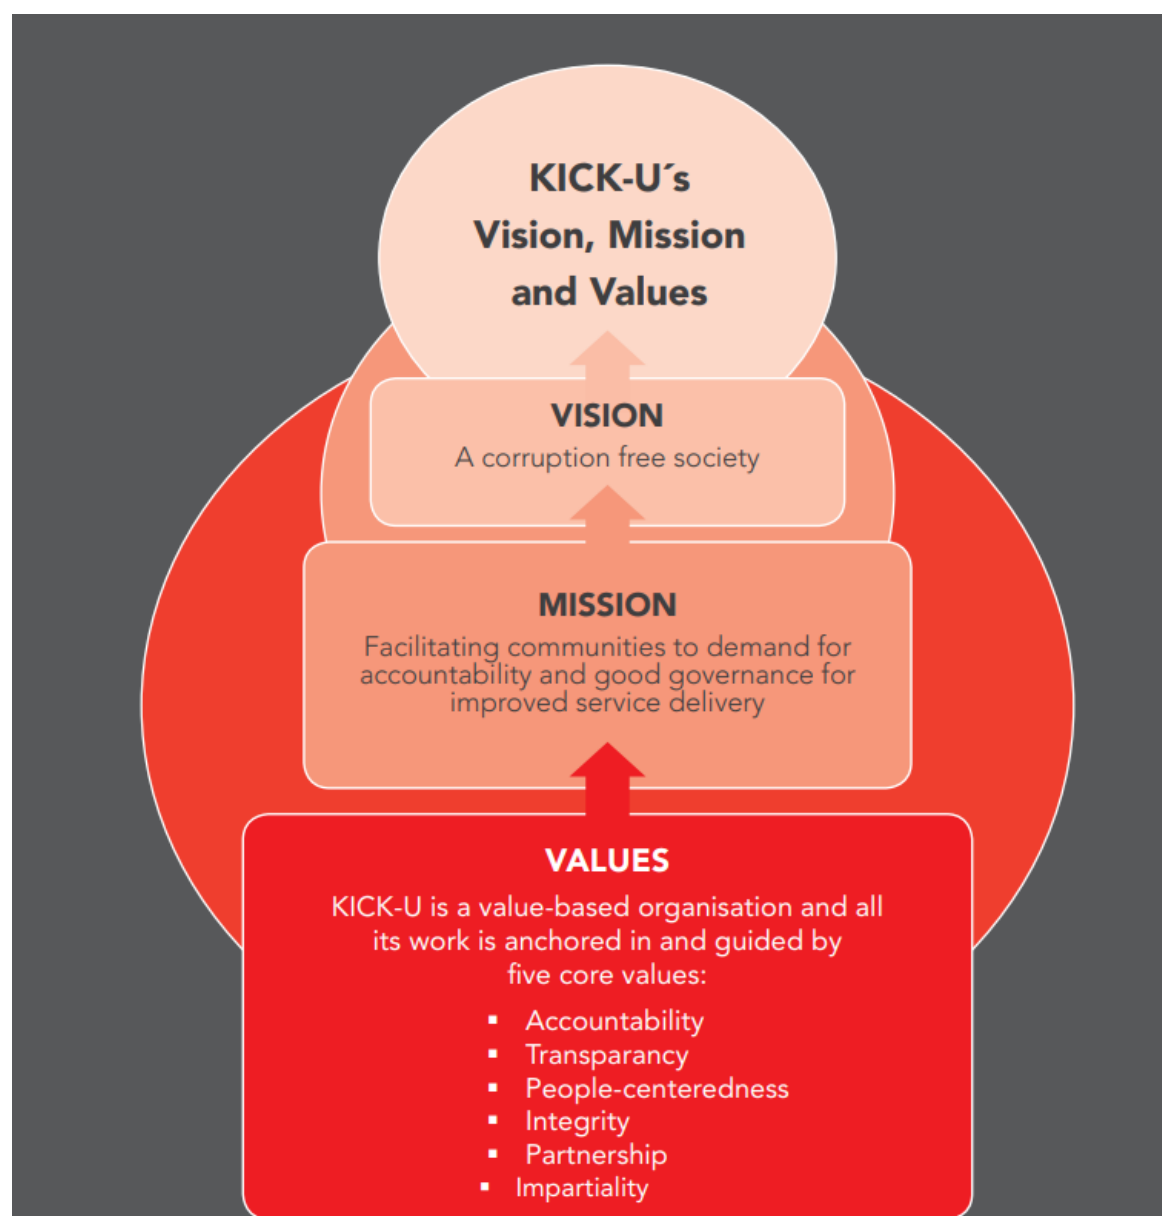 KICK-U´s
Vision, Mission
and Values
VISION
A corruption free society
MISSION
Facilitating communities to demand for
accountability and good governance for
improved service delivery
VALUES
KICK-U is a value-based organisation and all
its work is anchored in and guided by
five core values:
▪ Accountability
▪ Transparancy
▪ People-centeredness
▪ Integrity
▪ Partnership
▪ Impartiality